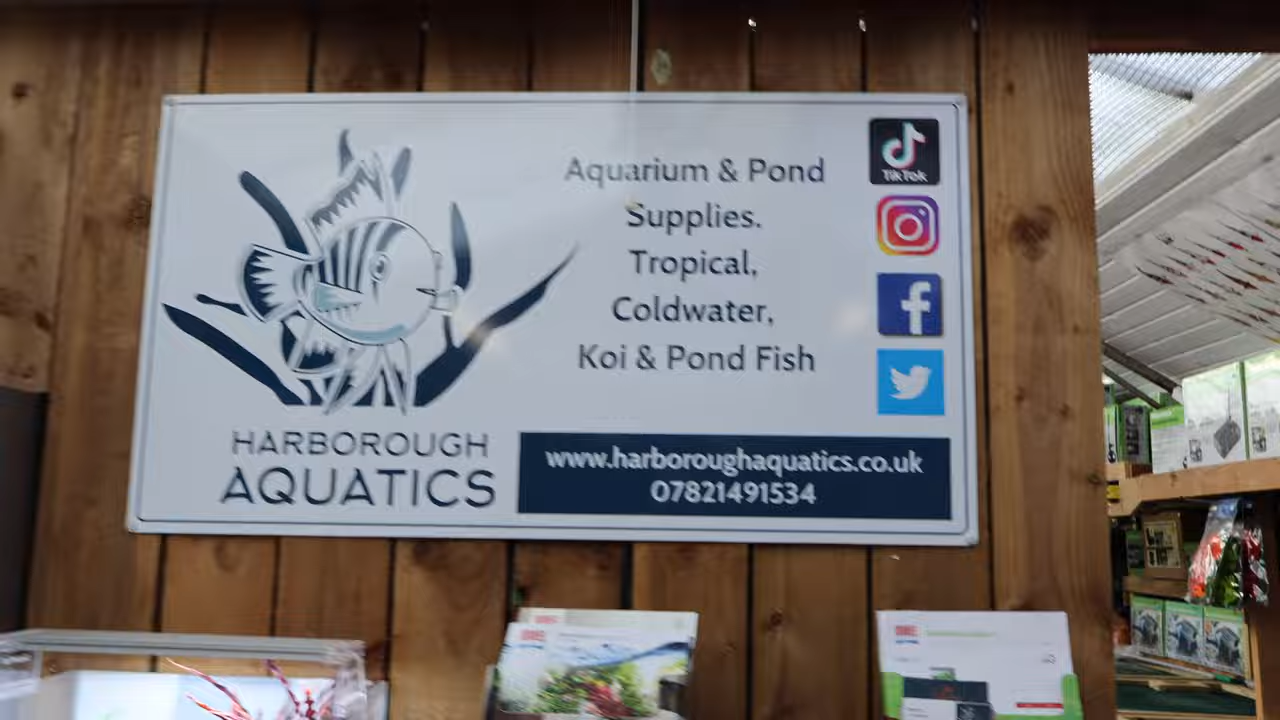 Aquarium & Pond
Supplies.
Tropical,
Coldwater,
Koi & Pond Fish
TikTok
HARBOROUGH
AQUATICS
www.harboroughaquatics.co.uk
07821491534